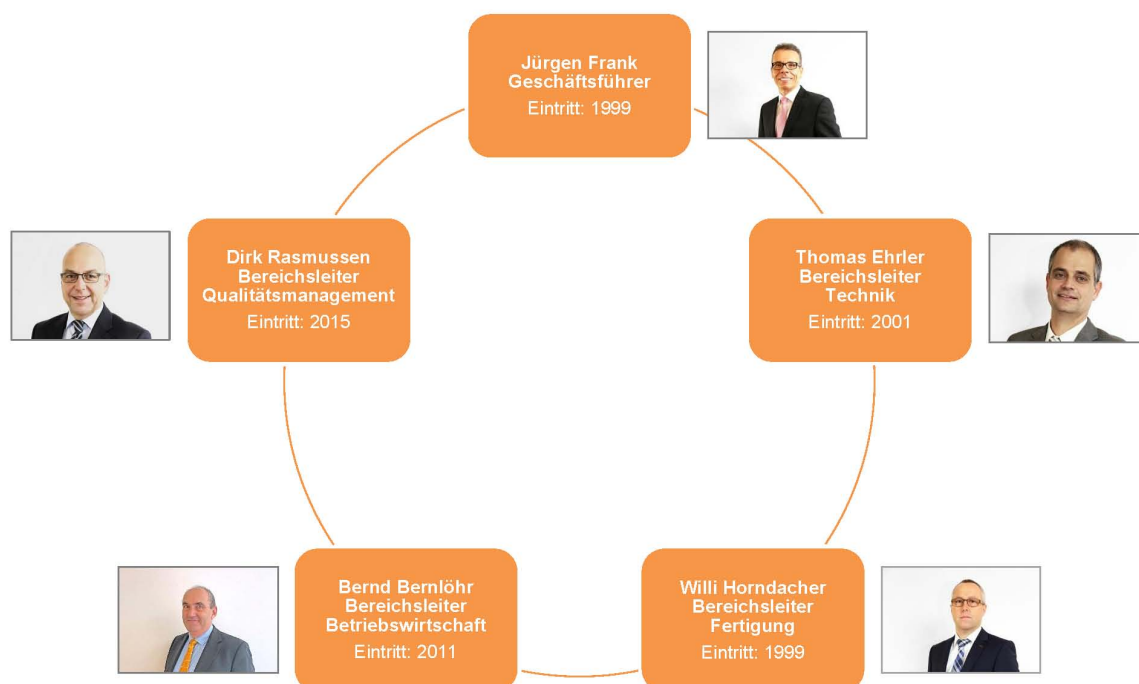 Jürgen Frank
Geschäftsführer
Eintritt: 1999
Dirk Rasmussen
Bereichsleiter
Qualitätsmanagement
Eintritt: 2015
Thomas Ehrler
Bereichsleiter
Technik
Eintritt: 2001
Bernd Bernlöhr
Bereichsleiter
Betriebswirtschaft
Eintritt: 2011
Willi Horndacher
Bereichsleiter
Fertigung
Eintritt: 1999